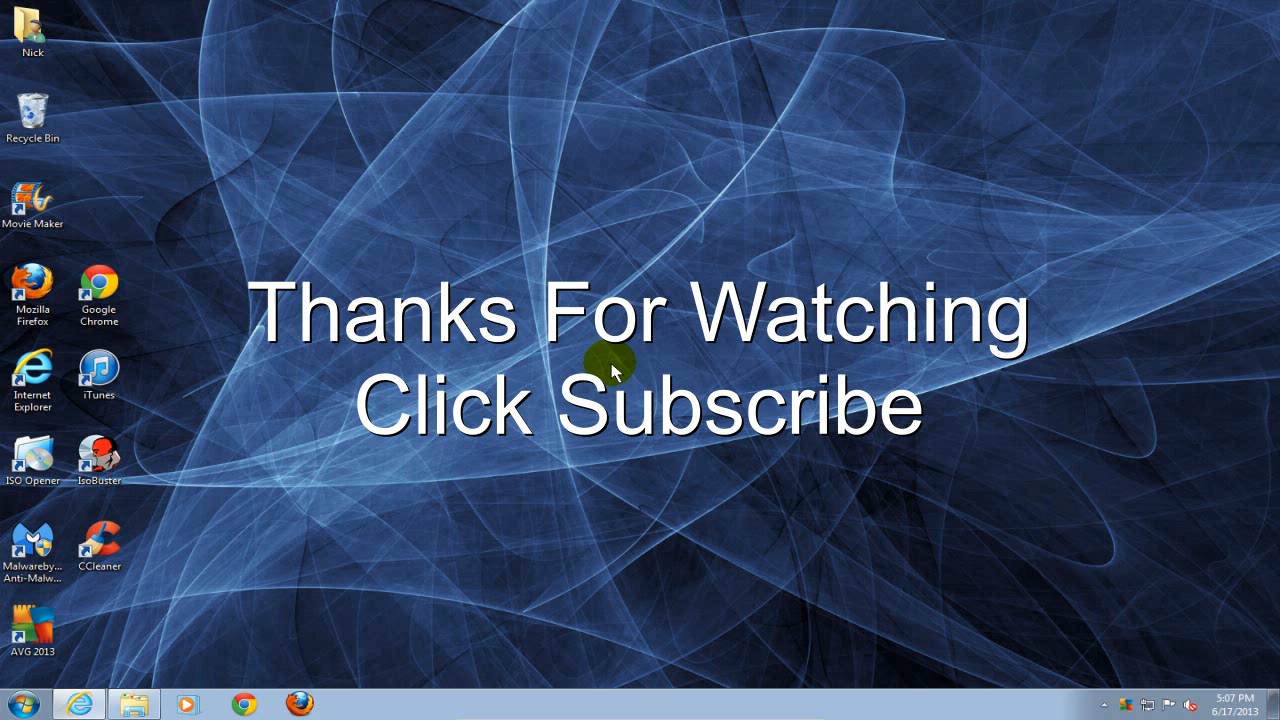 Nick
Recycle Bin
Movie Maker
Mozilla
Firefox
Google
Chrome
Internet
Explorer
iTunes
ISO Opener
IsoBuster
Malwareby...
Anti-Malw...
CCleaner
AVG 2013
Thanks For Watching
Click Subscribe
5:07 PM
6/17/2013